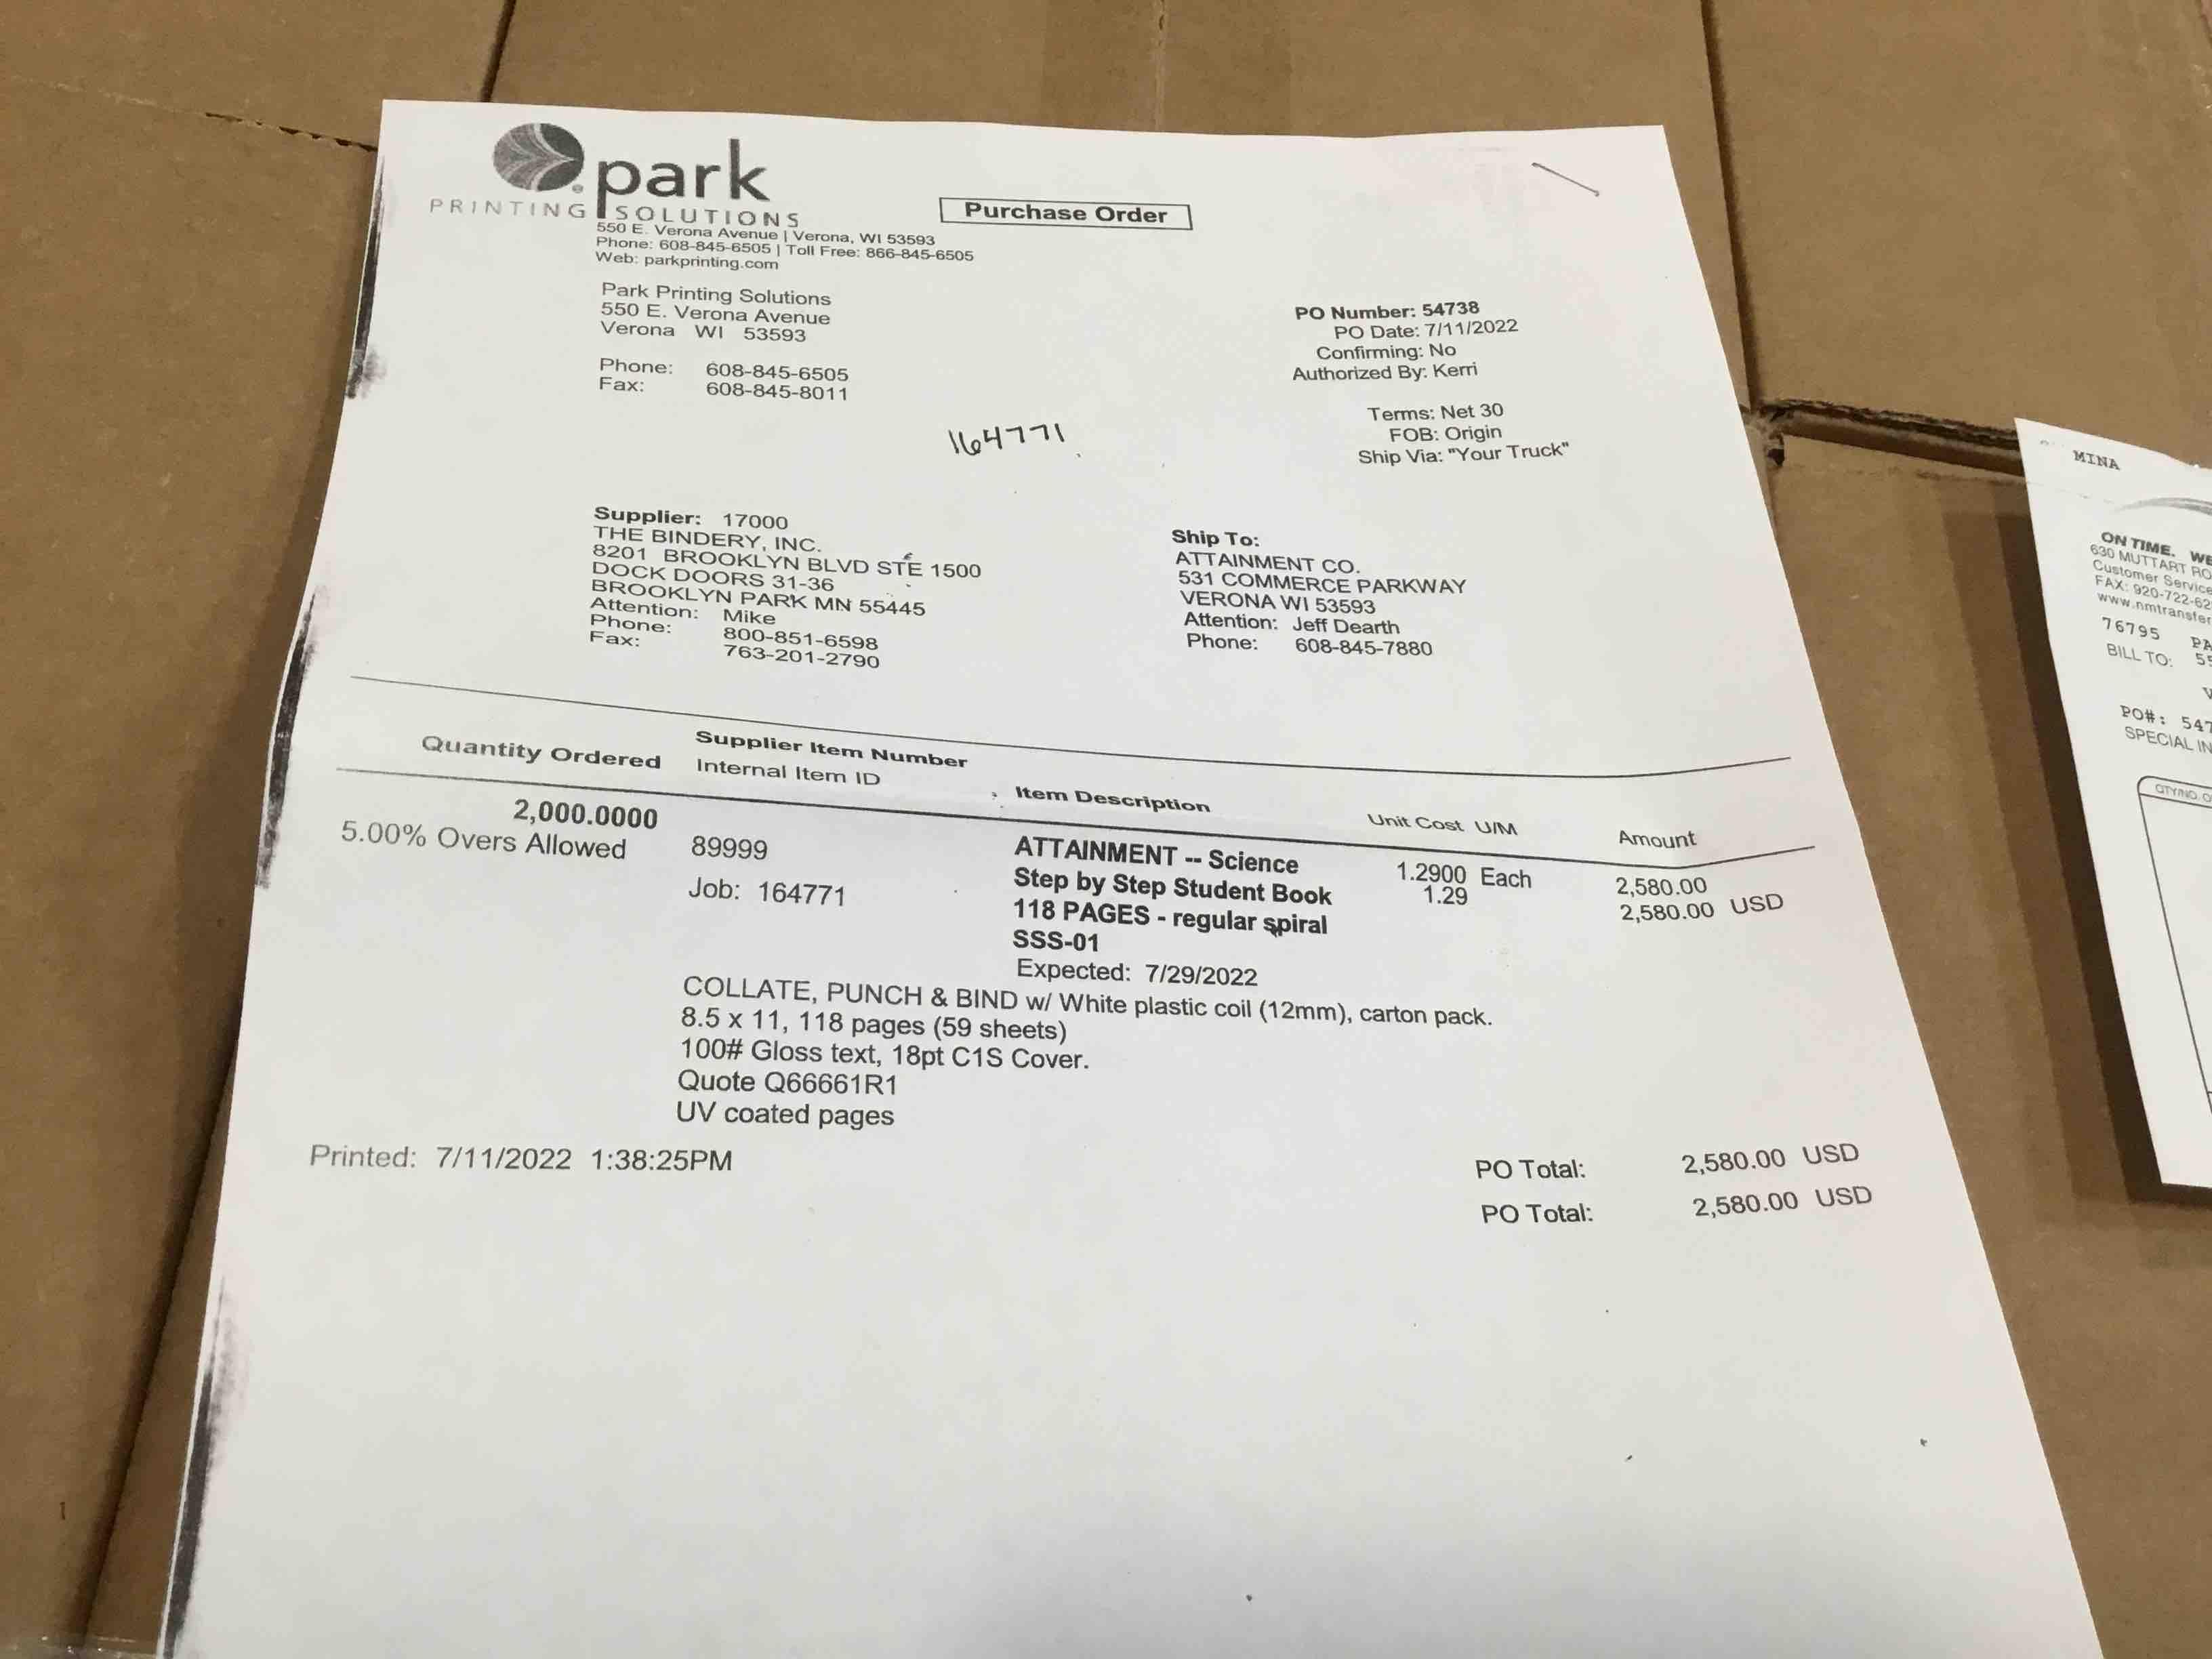 park
PRINTING SOLUTIONS
550 E. Verona Avenue | Verona, WI 53593
Phone: 608-845-6505 | Toll Free: 866-845-6505
Web: parkprinting.com
Purchase Order
Park Printing Solutions
550 E. Verona Avenue
Verona WI 53593
Phone: 608-845-6505
Fax: 608-845-8011
PO Number: 54738
PO Date: 7/11/2022
Confirming: No
Authorized By: Kerri
Terms: Net 30
FOB: Origin
Ship Via: "Your Truck"
164771
Supplier: 17000
THE BINDERY, INC.
8201 BROOKLYN BLVD STE 1500
DOCK DOORS 31-36
BROOKLYN PARK MN 55445
Attention: Mike
Phone: 800-851-6598
Fax: 763-201-2790
Ship To:
ATTAINMENT CO.
531 COMMERCE PARKWAY
VERONA WI 53593
Attention: Jeff Dearth
Phone: 608-845-7880
Quantity Ordered
Supplier Item Number
Internal Item ID
Item Description
Unit Cost U/M
Amount
2,000.0000
5.00% Overs Allowed
89999
Job: 164771
ATTAINMENT -- Science
Step by Step Student Book
118 PAGES - regular spiral
SSS-01
Expected: 7/29/2022
1.2900 Each
1.29
2,580.00
2,580.00 USD
COLLATE, PUNCH & BIND w/ White plastic coil (12mm), carton pack.
8.5 x 11, 118 pages (59 sheets)
100# Gloss text, 18pt C1S Cover.
Quote Q66661R1
UV coated pages
Printed: 7/11/2022 1:38:25PM
PO Total: 2,580.00 USD
PO Total: 2,580.00 USD
MINA
ON TIME.
630 MUTTART
Customer Service
FAX: 920-722-62
www.nmtransfer
76795
BILL TO:
PO#: 547
SPECIAL
QTY/NO.